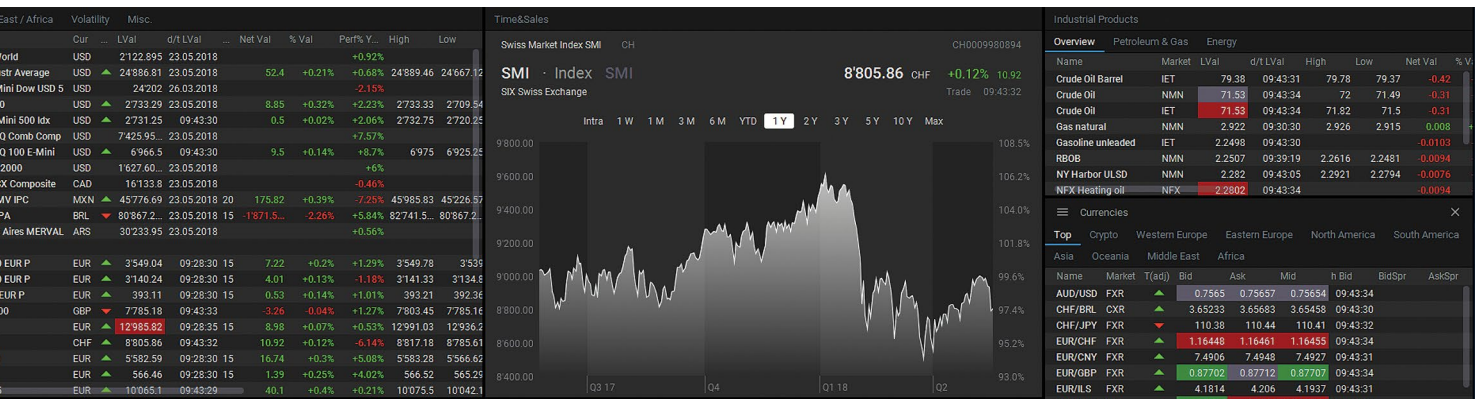 East / Africa Volatility Misc.
Cur ... LVal d/t LVal ... Net Val % Val Perf% Y... High Low
World USD 2'122.895 23.05.2018 +0.92%
str Average USD 24'886.81 23.05.2018 52.4 +0.21% +0.68% 24'889.46 24'667.12
Mini Dow USD 5 USD 24'202 26.03.2018 -2.15%
0 USD 2'733.29 23.05.2018 8.85 +0.32% +2.23% 2'733.33 2'709.54
Mini 500 Idx USD 2'731.25 09:43:30 0.5 +0.02% +2.06% 2'732.75 2'720.25
Q Comb Comp USD 7'425.95... 23.05.2018 +7.57%
Q 100 E-Mini USD 6'966.5 09:43:30 9.5 +0.14% +8.7% 6'975 6'925.25
2000 USD 1'627.60... 23.05.2018 +6%
SX Composite CAD 16'133.8 23.05.2018 -0.46%
MV IPC MXN 45'776.69 23.05.2018 20 175.82 +0.39% -7.25% 45'985.83 45'226.57
PA BRL 80'867.2... 23.05.2018 15 -1'871.5... -2.26% +5.84% 82'741.5... 80'867.2...
Aires MERVAL ARS 30'233.95 23.05.2018 +0.56%
0 EUR P EUR 3'549.04 09:28:30 15 7.22 +0.2% +1.29% 3'549.78 3'539
0 EUR P EUR 3'140.24 09:28:30 15 4.01 +0.13% -1.18% 3'141.33 3'134.8
EUR P EUR 393.11 09:28:30 15 0.53 +0.14% +1.01% 393.21 392.36
00 GBP 7'785.18 09:43:33 -3.26 -0.04% +1.27% 7'803.45 7'785.16
EUR 12'985.82 09:28:35 15 8.98 +0.07% +0.53% 12'991.03 12'936.2
CHF 8'805.86 09:43:32 10.92 +0.12% -6.14% 8'817.18 8'785.61
EUR 5'582.59 09:28:30 15 16.74 +0.3% +5.08% 5'583.28 5'566.62
EUR 566.46 09:28:30 15 1.39 +0.25% +4.02% 566.52 565.29
EUR 10'065.1 09:43:29 40.1 +0.4% +0.21% 10'075.5 10'042.1
Time&Sales
Swiss Market Index SMI CH CH0009980894
SMI · Index SMI 8'805.86 CHF +0.12% 10.92
SIX Swiss Exchange Trade 09:43:32
Intra 1 W 1 M 3 M 6 M YTD 1 Y 2 Y 3 Y 5 Y 10 Y Max
9'800.00 108.5%
9'600.00 106.2%
9'400.00 104.0%
9'200.00 101.8%
9'000.00 99.6%
8'800.00 97.4%
8'600.00 95.2%
8'400.00 93.0%
Q3 17 Q4 Q1 18 Q2
Industrial Products
Overview Petroleum & Gas Energy
Name Market LVal d/t LVal High Low Net Val % V
Crude Oil Barrel IET 79.38 09:43:31 79.78 79.37 -0.42
Crude Oil NMN 71.53 09:43:34 72 71.49 -0.31
Crude Oil IET 71.53 09:43:34 71.82 71.5 -0.31
Gas natural NMN 2.922 09:30:30 2.926 2.915 0.008 +
Gasoline unleaded IET 2.2498 09:43:30 -0.0103
RBOB NMN 2.2507 09:39:19 2.2616 2.2481 -0.0094
NY Harbor ULSD NMN 2.282 09:43:05 2.2921 2.2794 -0.0076
NFX Heating oil NFX 2.2802 09:43:34 -0.0094
Currencies
Top Crypto Western Europe Eastern Europe North America South America
Asia Oceania Middle East Africa
Name Market T(adj) Bid Ask Mid h Bid BidSpr AskSpr
AUD/USD FXR 0.7565 0.75657 0.75654 09:43:34
CHF/BRL CXR 3.65233 3.65683 3.65458 09:43:30
CHF/JPY FXR 110.38 110.44 110.41 09:43:32
EUR/CHF FXR 1.16448 1.16461 1.16455 09:43:34
EUR/CNY FXR 7.4906 7.4948 7.4927 09:43:31
EUR/GBP FXR 0.87702 0.87712 0.87707 09:43:34
EUR/ILS FXR 4.1814 4.206 4.1937 09:43:31